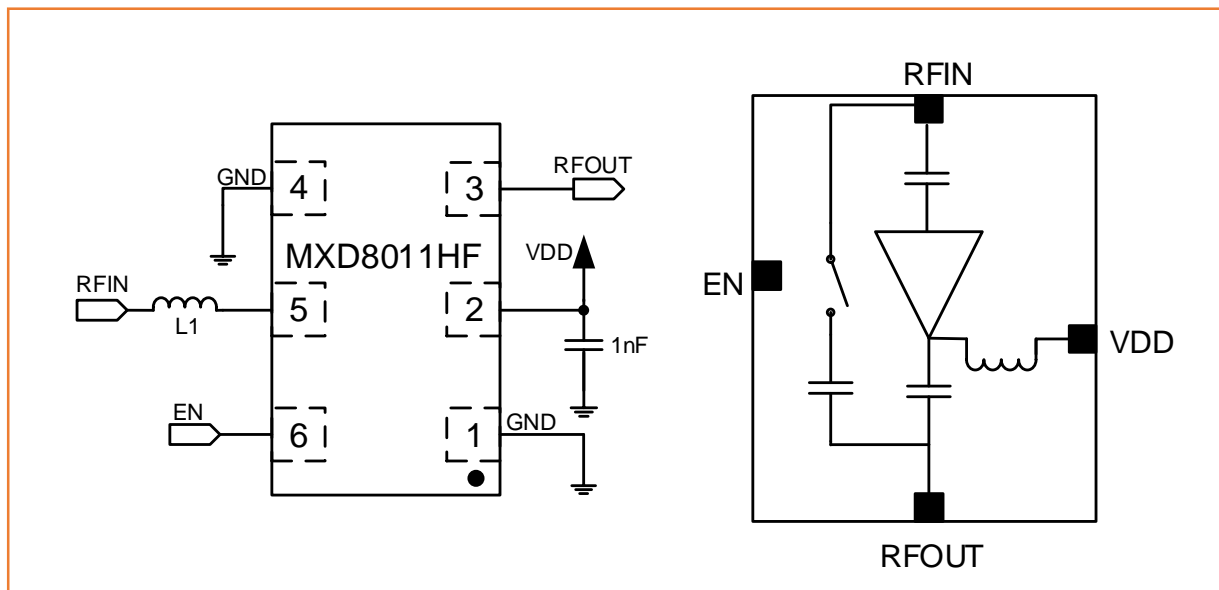 GND
4
3
RFOUT
MXD8011HF
VDD
RFIN
L1
5
2
1nF
EN
6
1
GND
RFIN
EN
VDD
RFOUT